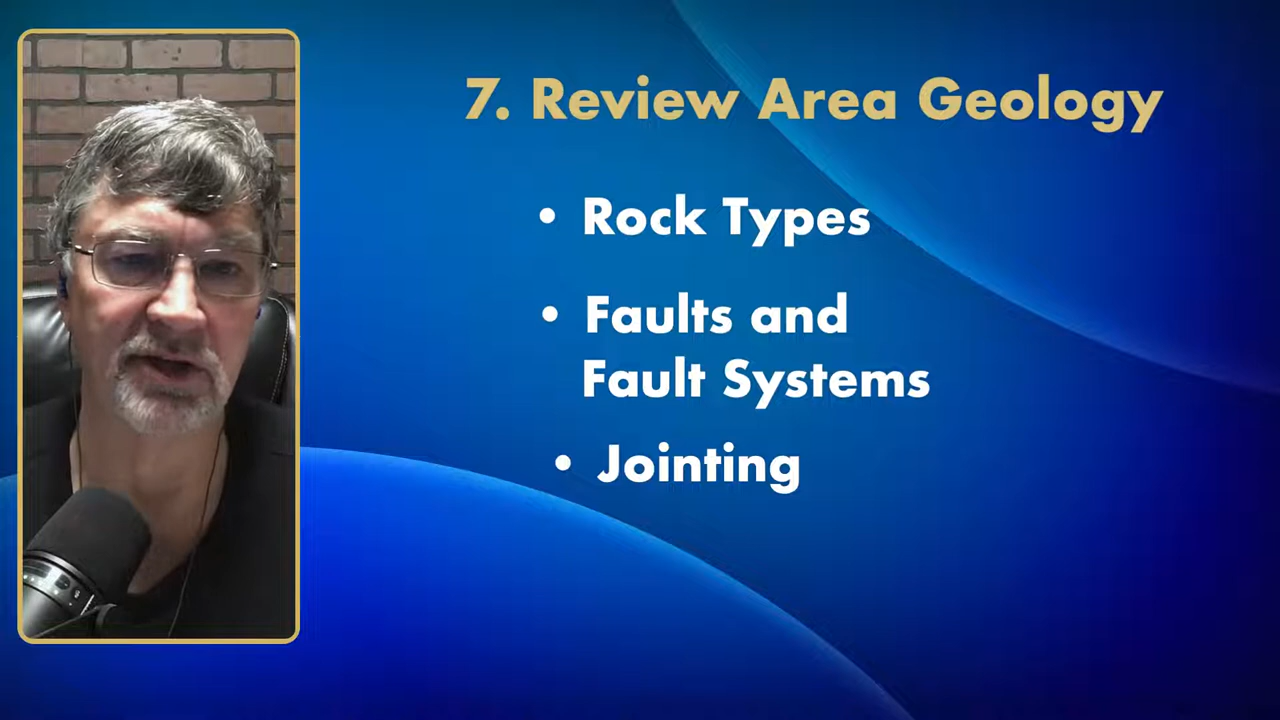 7. Review Area Geology
• Rock Types
• Faults and
Fault Systems
• Jointing